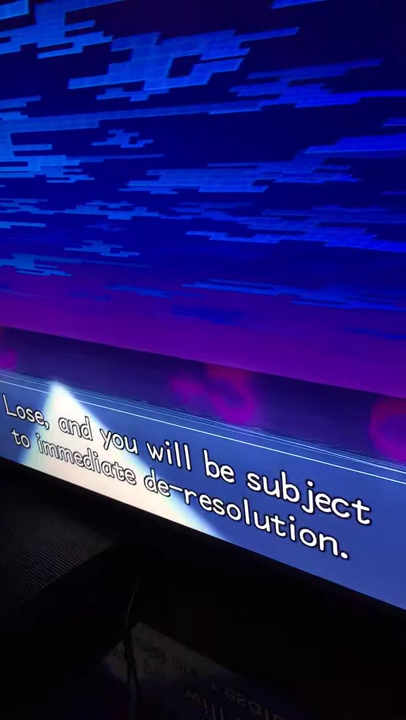 Lose, and you will be subject
to immediate de-resolution.